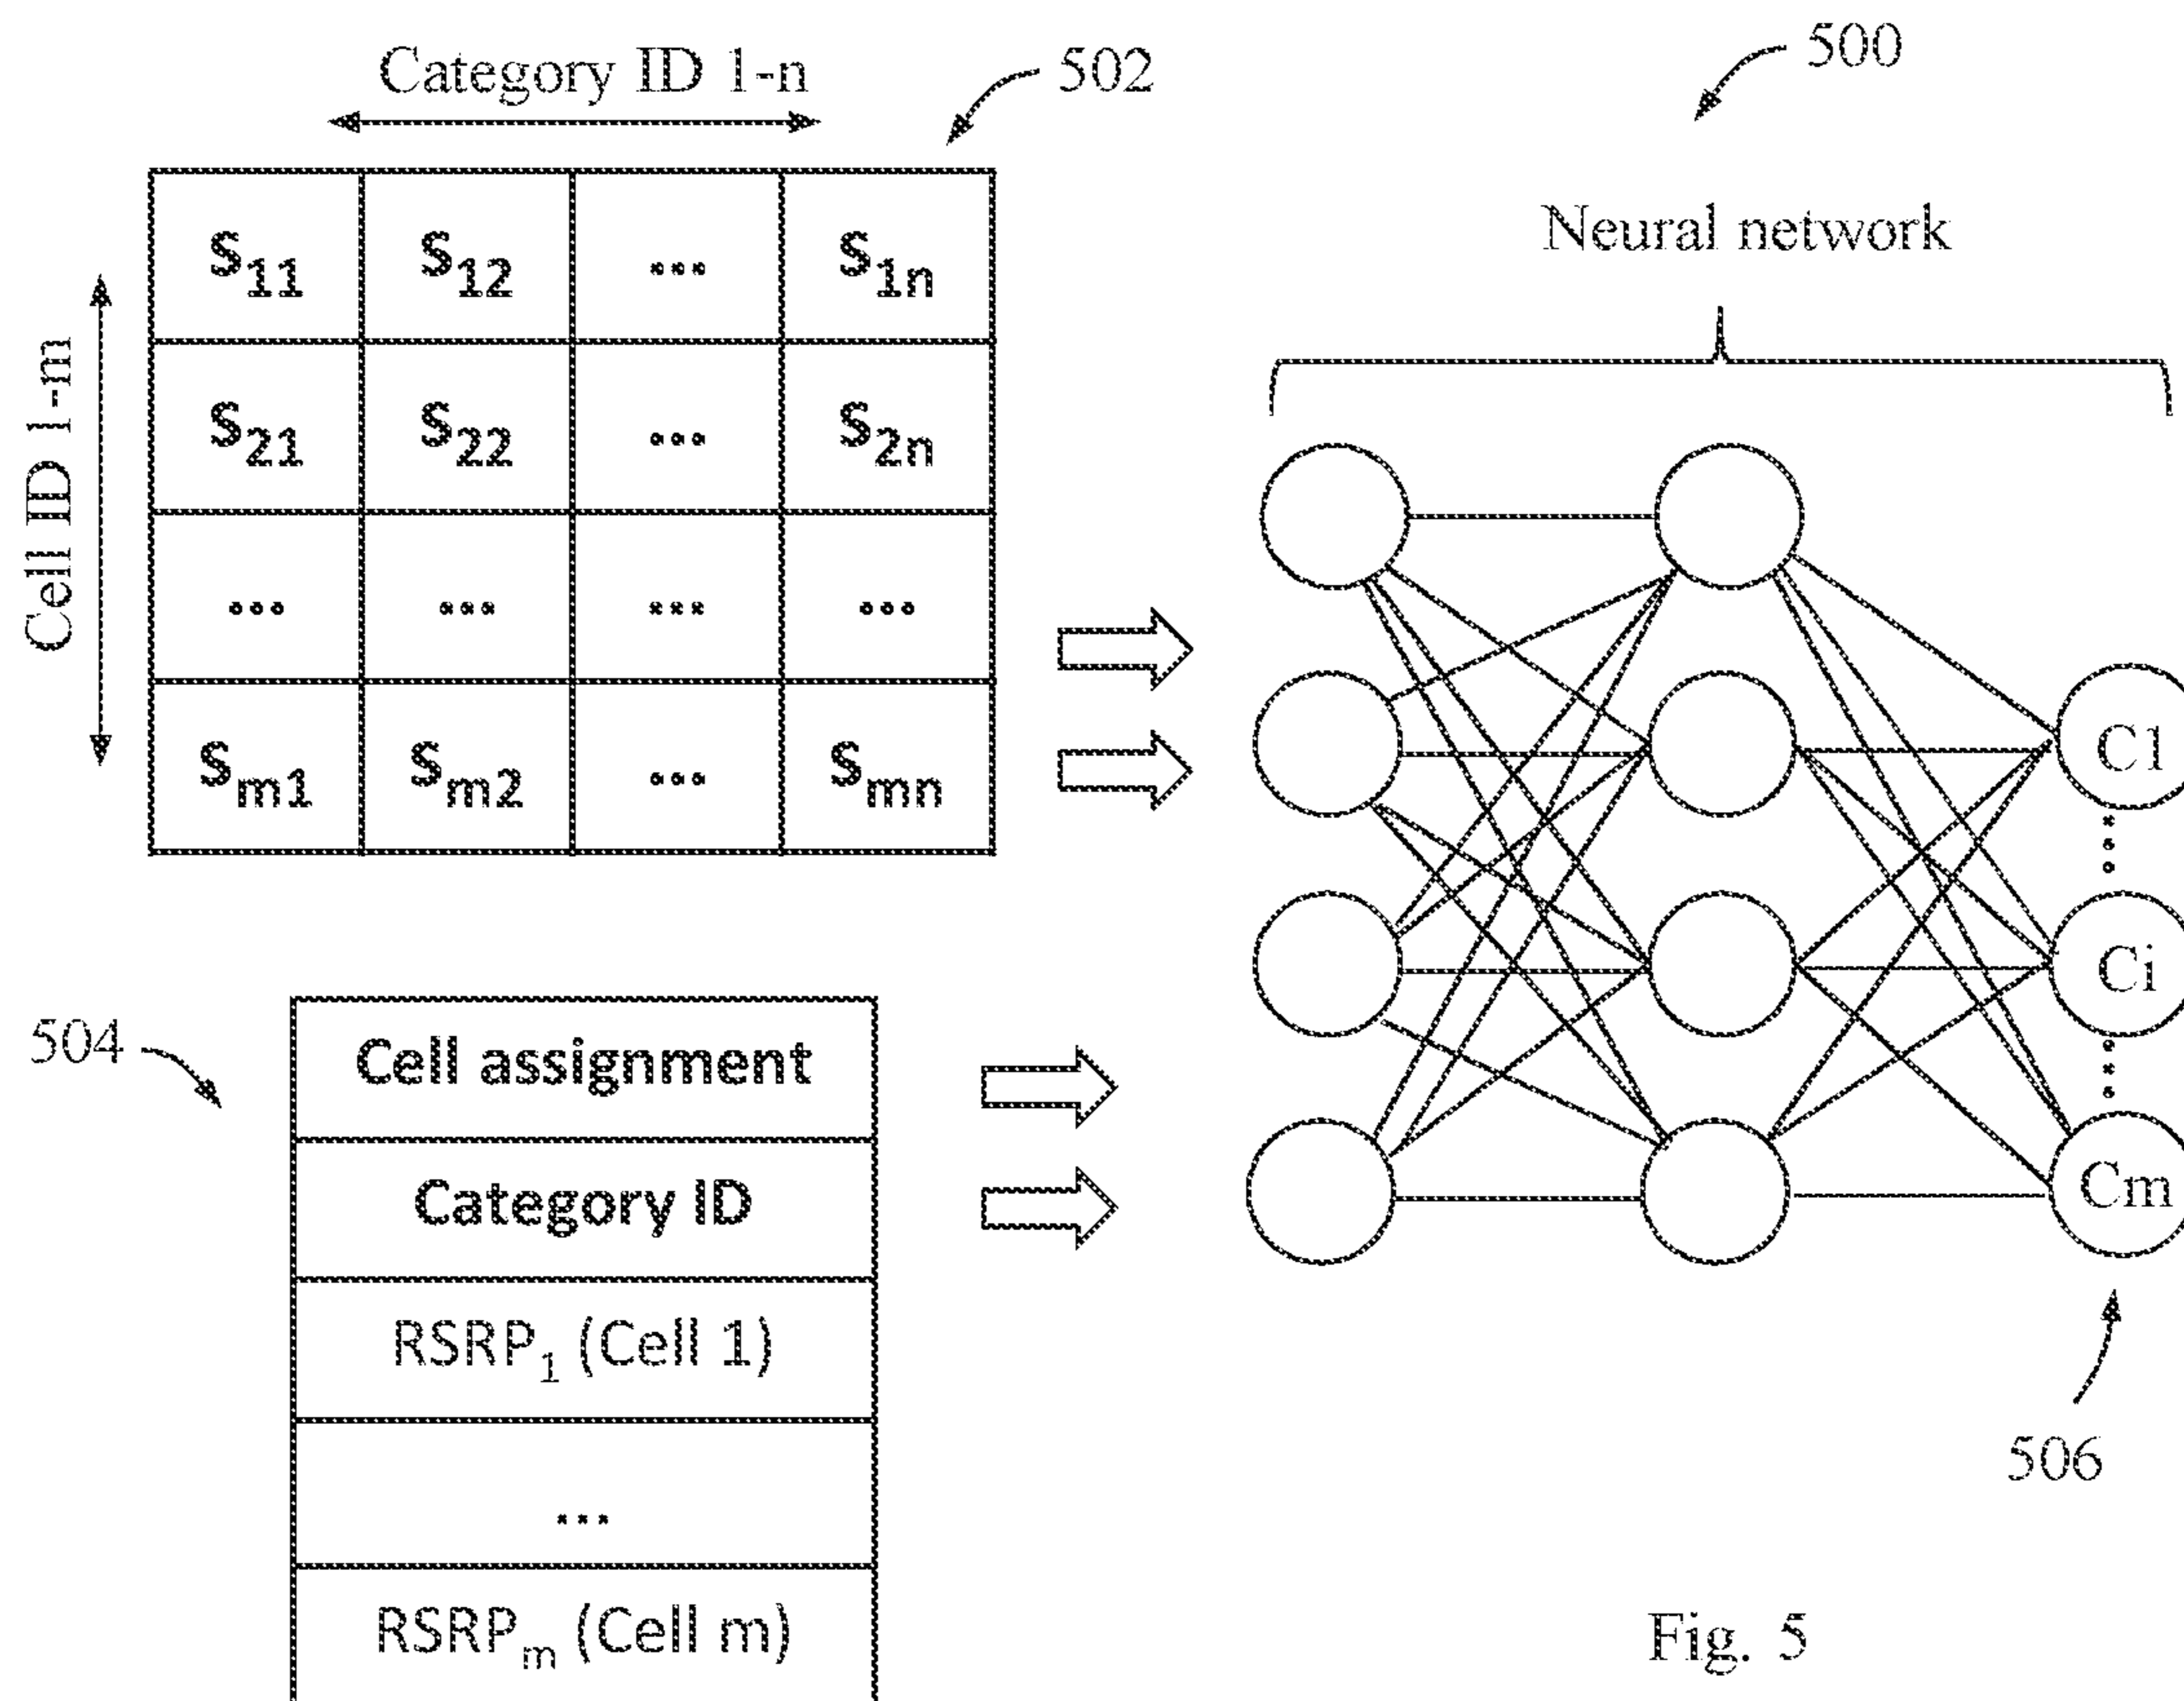 Category ID 1-n
502
500
Cell ID 1-m
S11 S12 ... S1n
S21 S22 ... S2n
... ... ... ...
Sm1 Sm2 ... Smn
Neural network
C1
Ci
Cm
504
Cell assignment
Category ID
RSRP1 (Cell 1)
...
RSRPm (Cell m)
506
Fig. 5